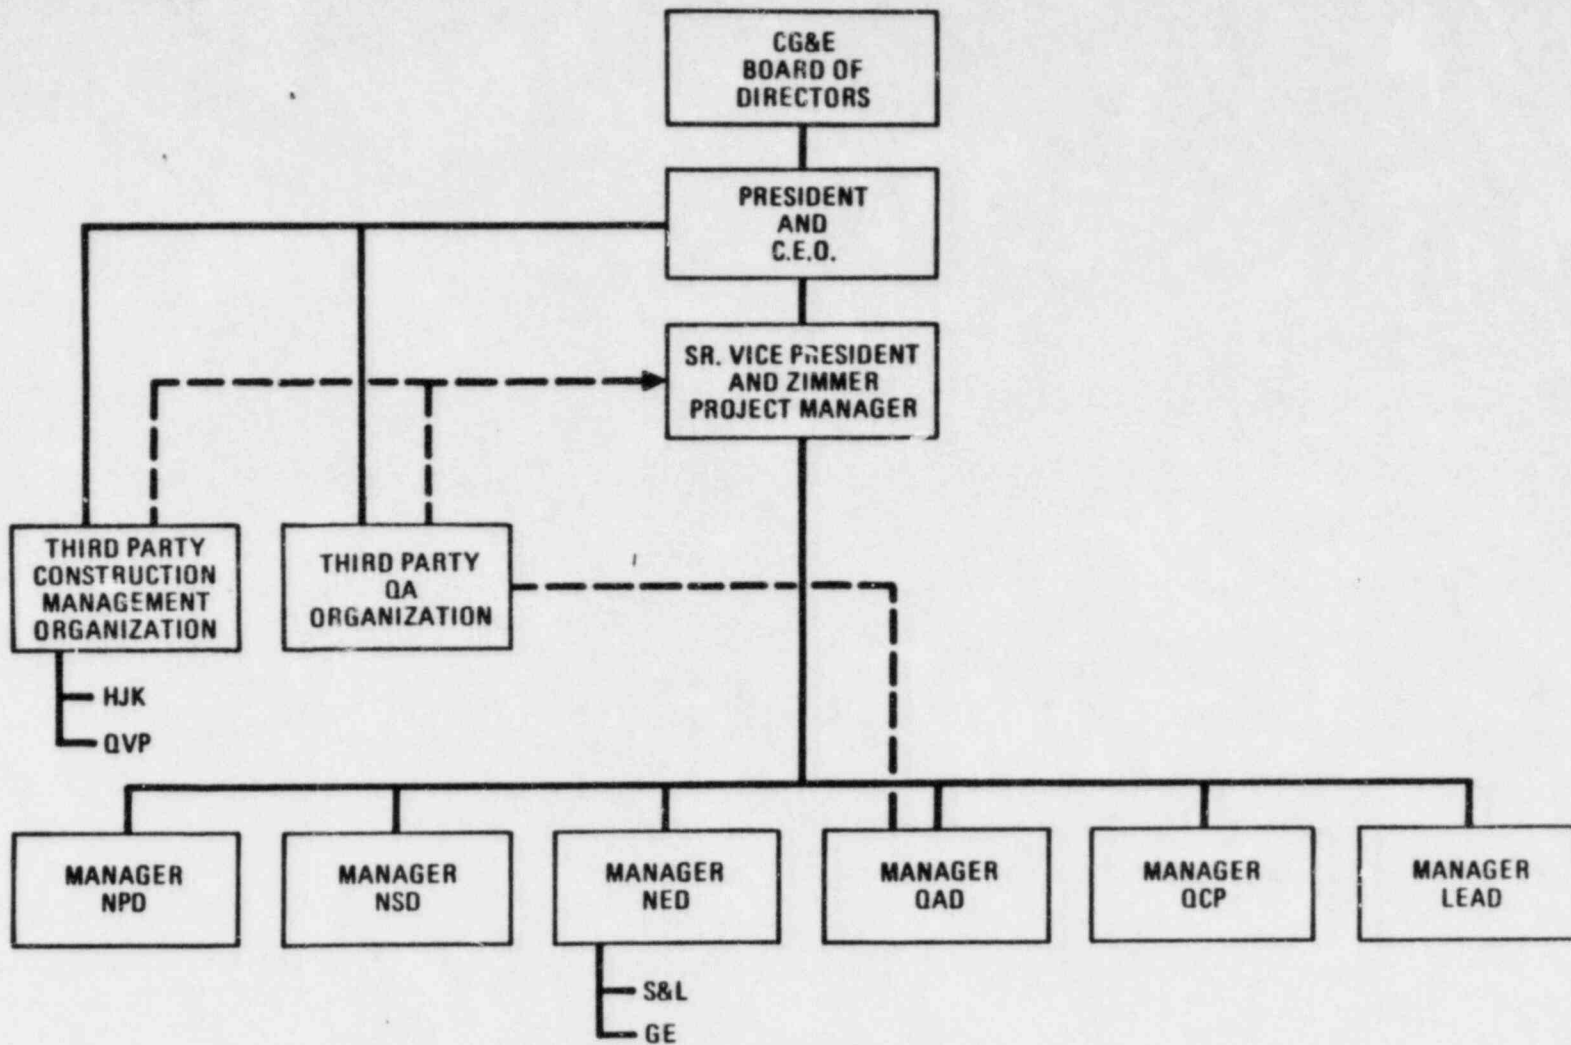 CG&E
BOARD OF
DIRECTORS
PRESIDENT
AND
C.E.O.
SR. VICE PRESIDENT
AND ZIMMER
PROJECT MANAGER
THIRD PARTY
CONSTRUCTION
MANAGEMENT
ORGANIZATION
THIRD PARTY
QA
ORGANIZATION
HJK
QVP
MANAGER
NPD
MANAGER
NSD
MANAGER
NED
MANAGER
QAD
MANAGER
QCP
MANAGER
LEAD
S&L
GE